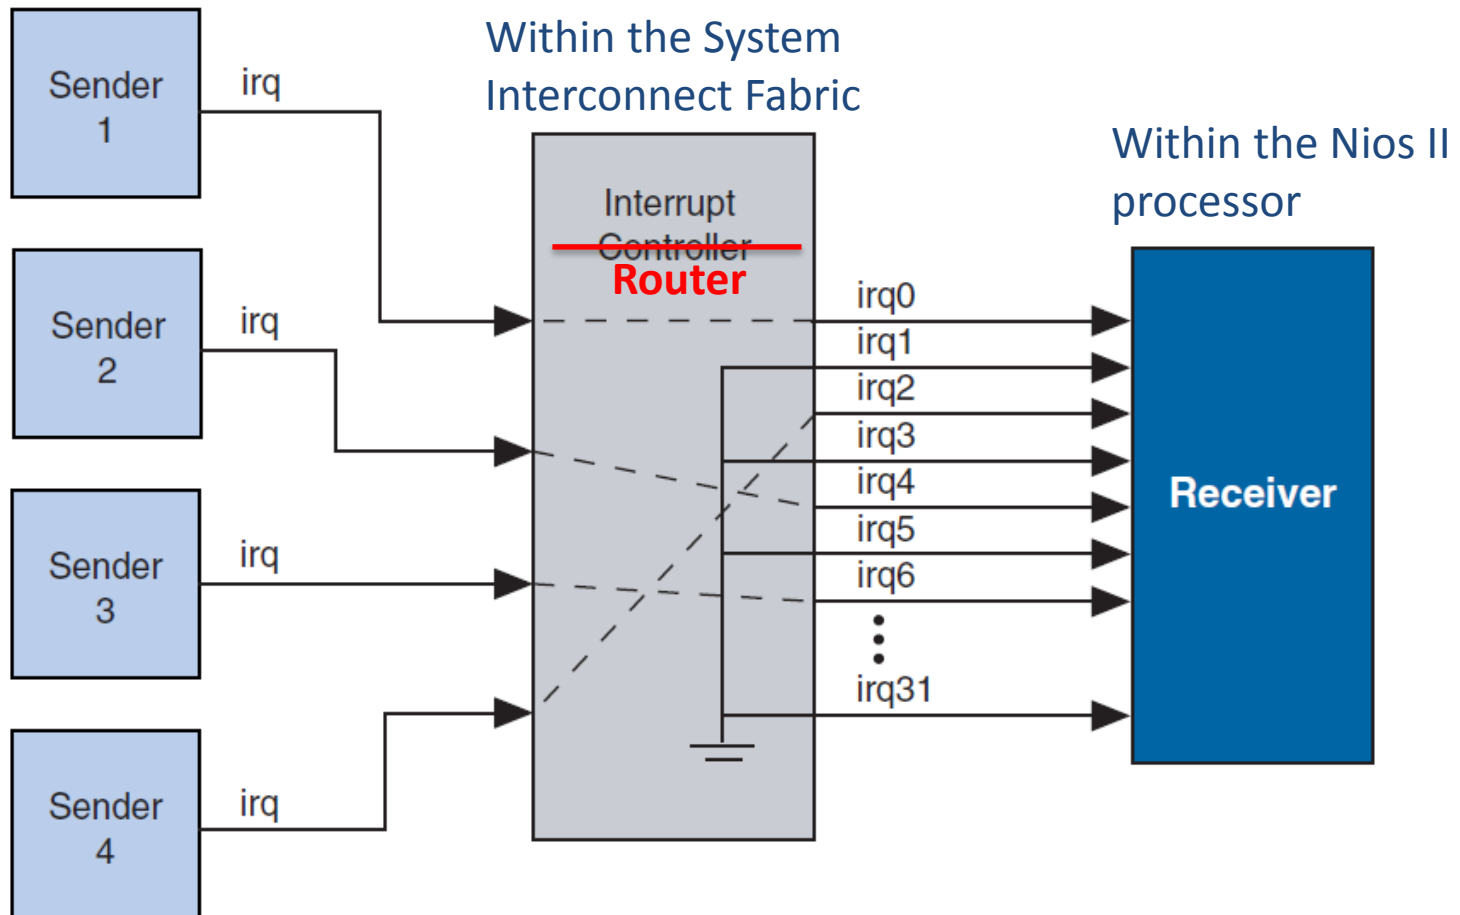 Within the System
Interconnect Fabric
Within the Nios II
processor
Sender
1
irq
Sender
2
irq
Sender
3
irq
Sender
4
irq
Interrupt
Controller
Router
irq0
irq1
irq2
irq3
irq4
irq5
irq6
irq31
Receiver